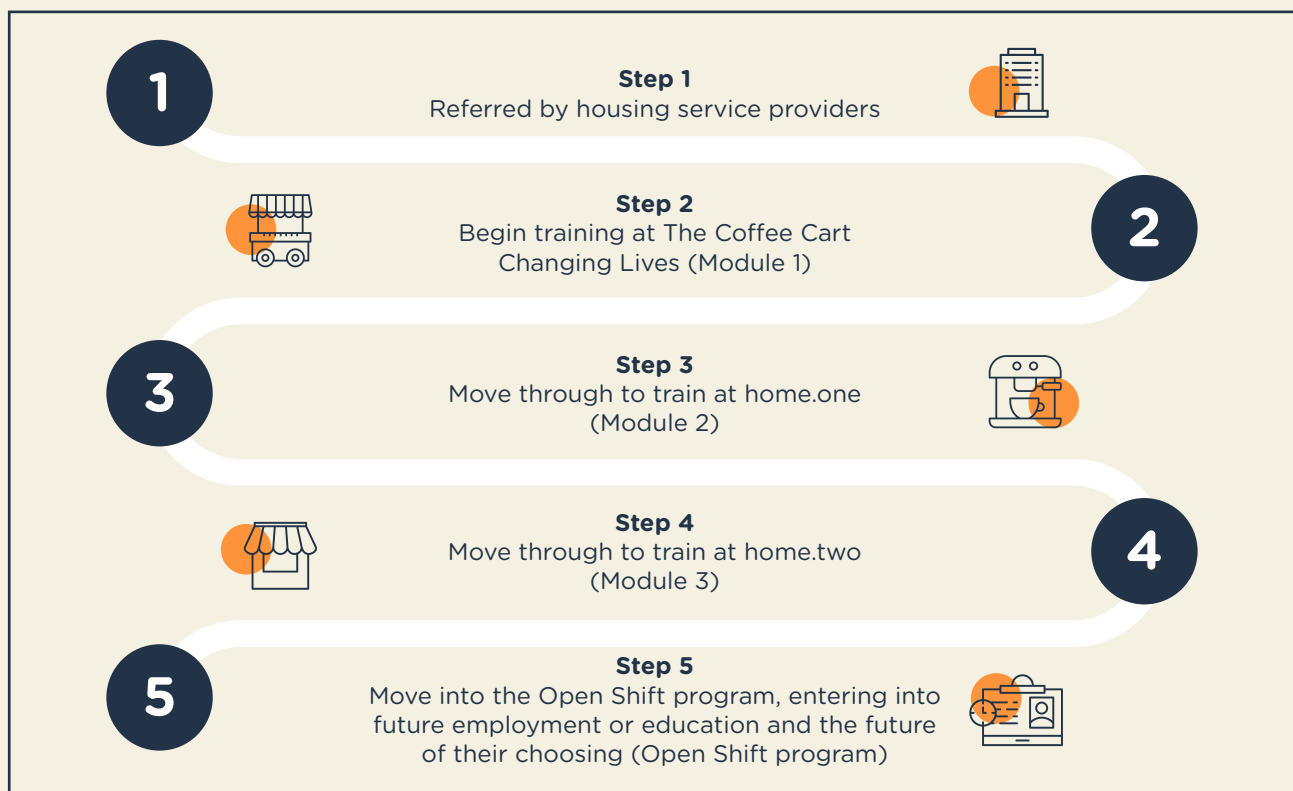 1
Step 1
Referred by housing service providers
2
Step 2
Begin training at The Coffee Cart
Changing Lives (Module 1)
3
Step 3
Move through to train at home.one
(Module 2)
4
Step 4
Move through to train at home.two
(Module 3)
5
Step 5
Move into the Open Shift program, entering into
future employment or education and the future
of their choosing (Open Shift program)